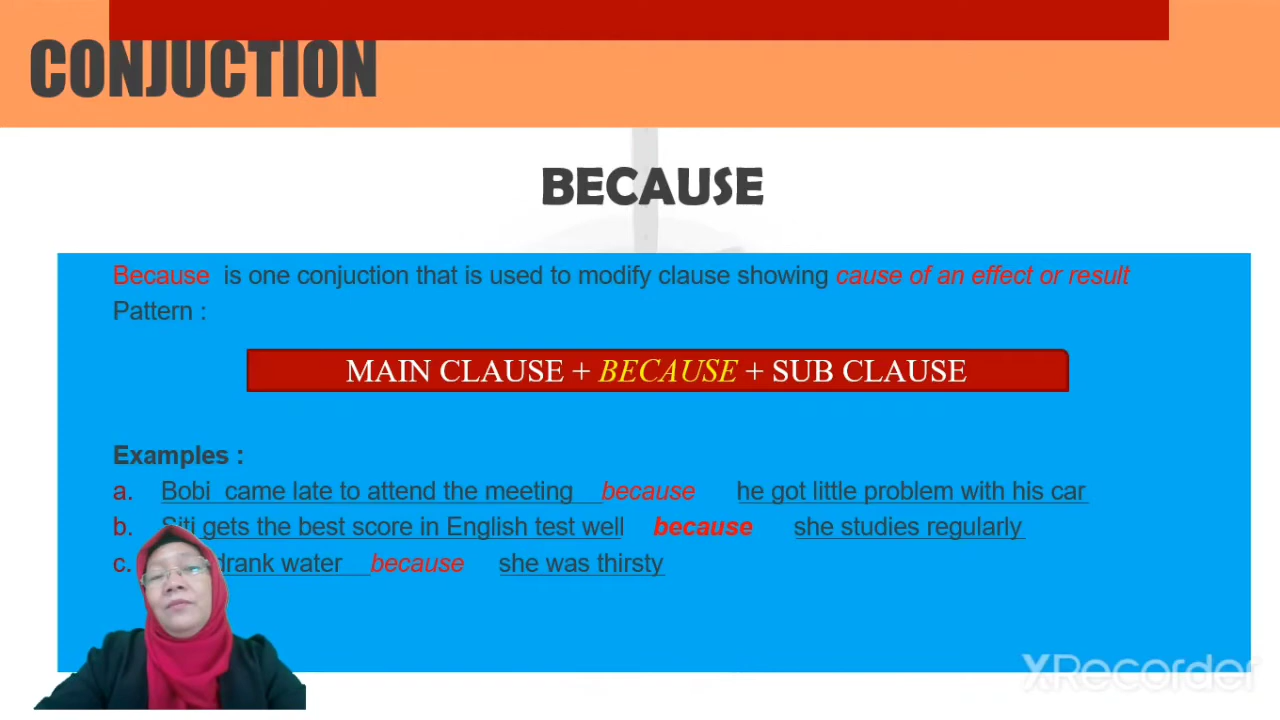 CONJUCTION
BECAUSE
Because is one conjuction that is used to modify clause showing cause of an effect or result
Pattern :
MAIN CLAUSE + BECAUSE + SUB CLAUSE
Examples :
a. Bobi came late to attend the meeting because he got little problem with his car
b. Siti gets the best score in English test well because she studies regularly
c. drank water because she was thirsty
XRecorder